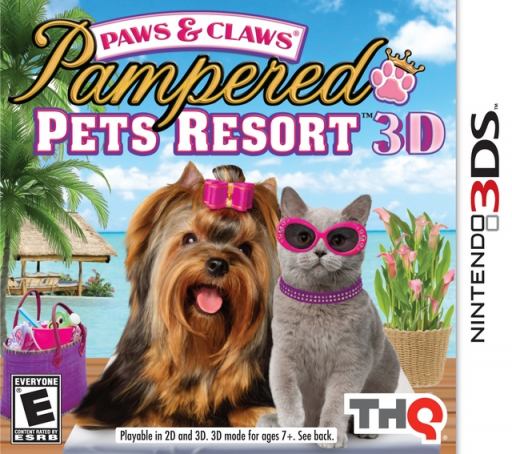 PAWS & CLAWS®
Pampered
PETS RESORT™ 3D
NINTENDO 3DS™
EVERYONE
E
CONTENT RATED BY
ESRB
Playable in 2D and 3D. 3D mode for ages 7+. See back.
THQ®